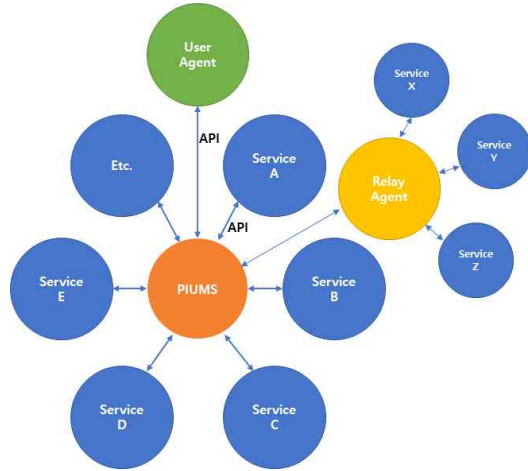 User
Agent
Service
X
API
Etc.
Service
A
Service
Y
Relay
Agent
API
Service
Z
Service
E
PIUMS
Service
B
Service
D
Service
C